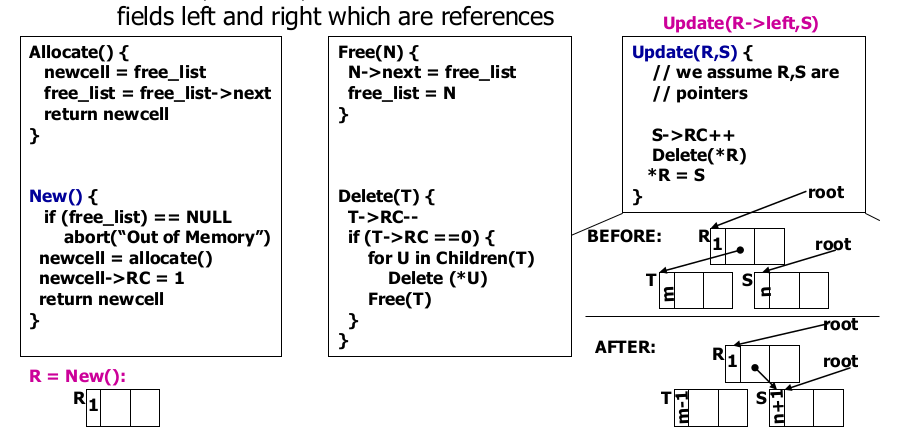 fields left and right which are references
Allocate() {
newcell = free_list
free_list = free_list->next
return newcell
}
New() {
if (free_list) == NULL
abort(“Out of Memory”)
newcell = allocate()
newcell->RC = 1
return newcell
}
R = New():
R
1
Free(N) {
N->next = free_list
free_list = N
}
Delete(T) {
T->RC--
if (T->RC ==0) {
for U in Children(T)
Delete (*U)
Free(T)
}
}
Update(R->left,S)
Update(R,S) {
// we assume R,S are
// pointers
S->RC++
Delete(*R)
*R = S
}
root
BEFORE:
R
1
root
T
m
S
n
root
AFTER:
R
1
root
T
m-1
S
n+1